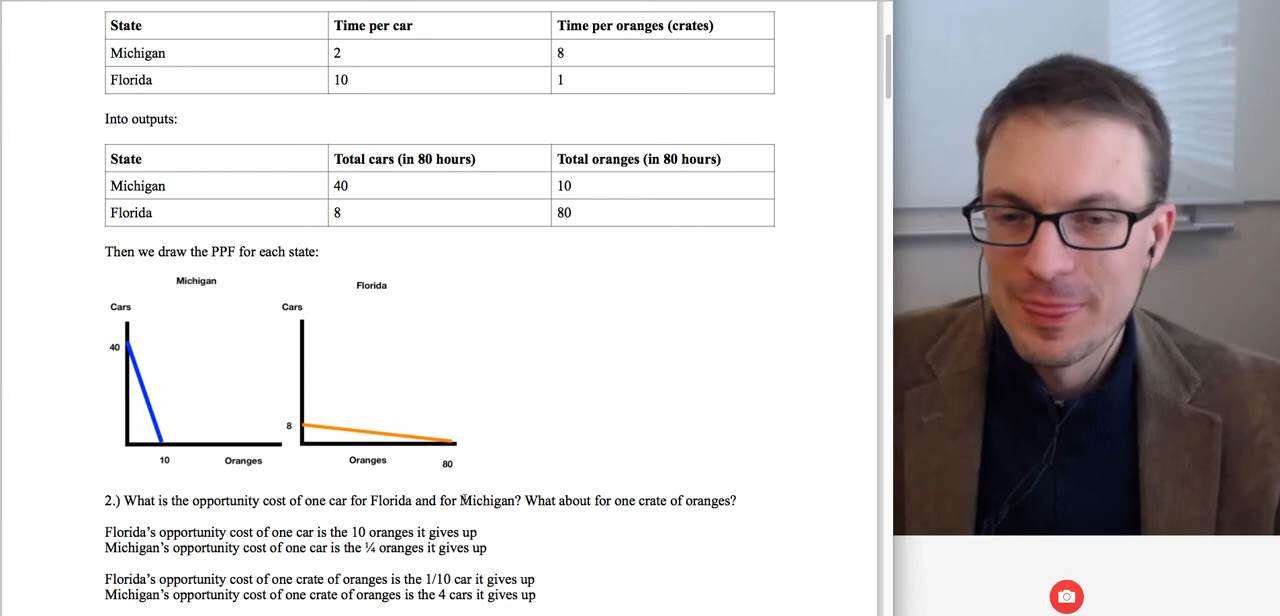 State Time per car Time per oranges (crates)
Michigan 2 8
Florida 10 1
Into outputs:
State Total cars (in 80 hours) Total oranges (in 80 hours)
Michigan 40 10
Florida 8 80
Then we draw the PPF for each state:
Michigan
Cars
40
10
Oranges
Florida
Cars
8
Oranges
80
2.) What is the opportunity cost of one car for Florida and for Michigan? What about for one crate of oranges?
Florida’s opportunity cost of one car is the 10 oranges it gives up
Michigan’s opportunity cost of one car is the ¼ oranges it gives up
Florida’s opportunity cost of one crate of oranges is the 1/10 car it gives up
Michigan’s opportunity cost of one crate of oranges is the 4 cars it gives up